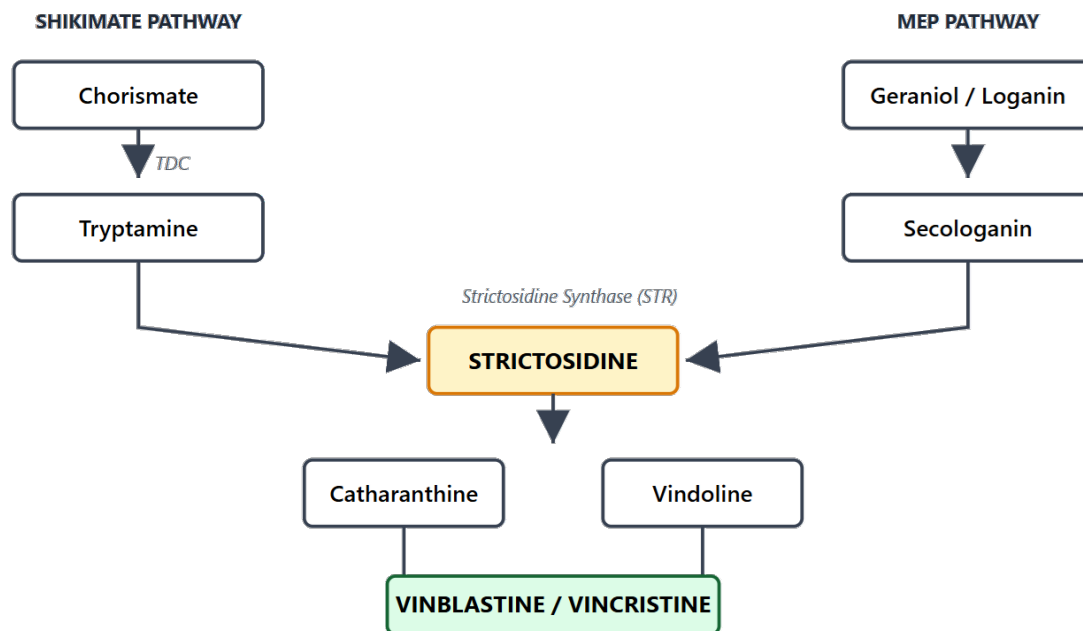 SHIKIMATE PATHWAY
MEP PATHWAY
Chorismate
Geraniol / Loganin
TDC
Tryptamine
Secologanin
Strictosidine Synthase (STR)
STRICTOSIDINE
Catharanthine
Vindoline
VINBLASTINE / VINCRISTINE